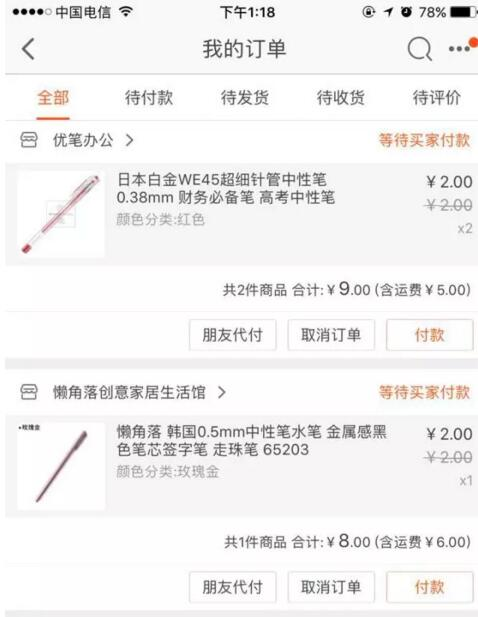 中国电信
下午1:18
78%
我的订单
全部 待付款 待发货 待收货 待评价
优笔办公
等待买家付款
日本白金WE45超细针管中性笔
0.38mm 财务必备笔 高考中性笔
颜色分类:红色
¥2.00
¥2.00
x2
共2件商品 合计:¥9.00 (含运费¥5.00)
朋友代付 取消订单 付款
懒角落创意家居生活馆
等待买家付款
玫瑰金
懒角落 韩国0.5mm中性笔水笔 金属感黑
色笔芯签字笔 走珠笔 65203
颜色分类:玫瑰金
¥2.00
¥2.00
x1
共1件商品 合计:¥8.00 (含运费¥6.00)
朋友代付 取消订单 付款